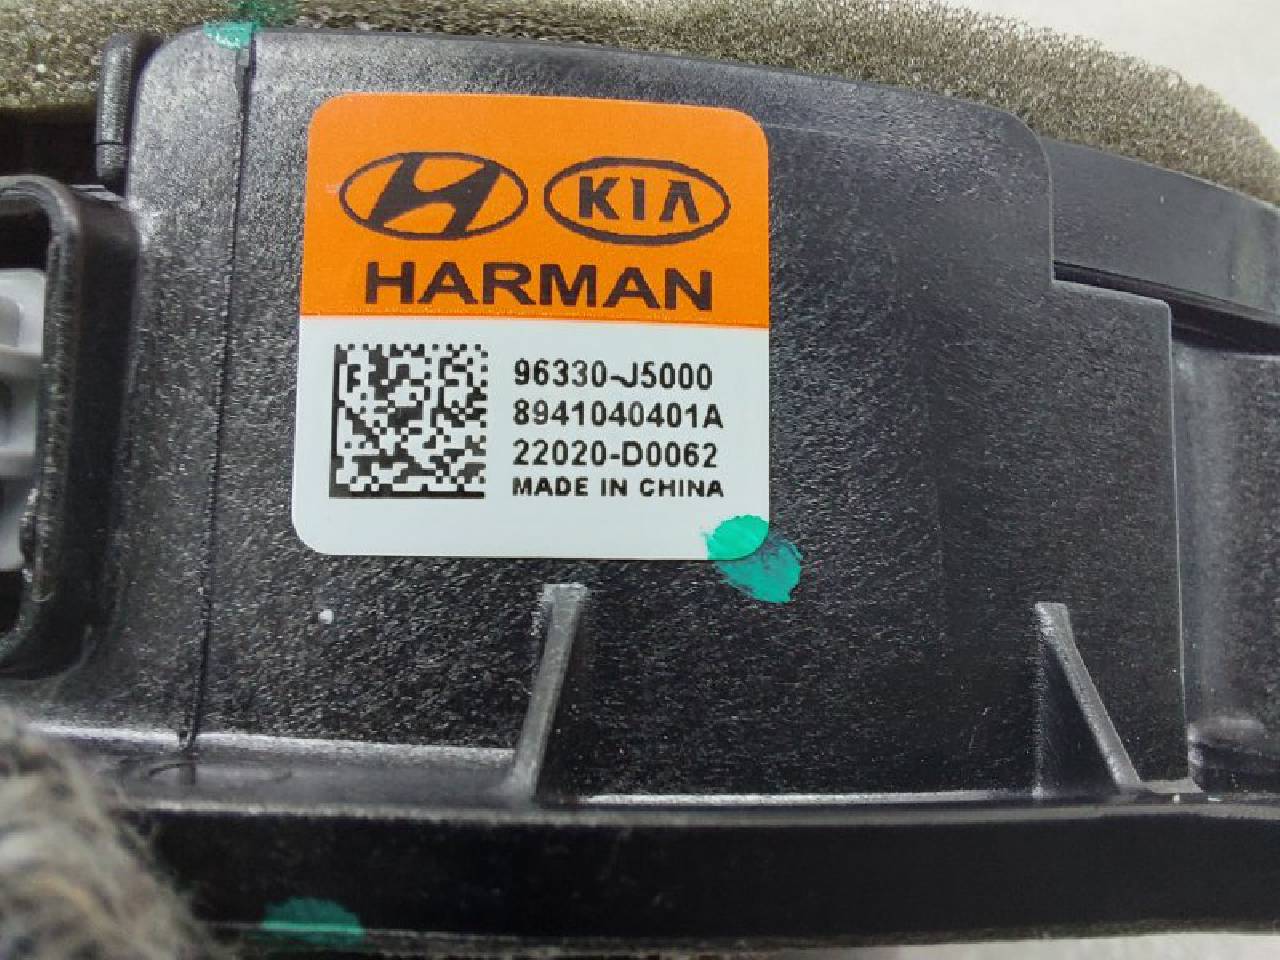 KIA
HARMAN
96330-J5000
8941040401A
22020-D0062
MADE IN CHINA